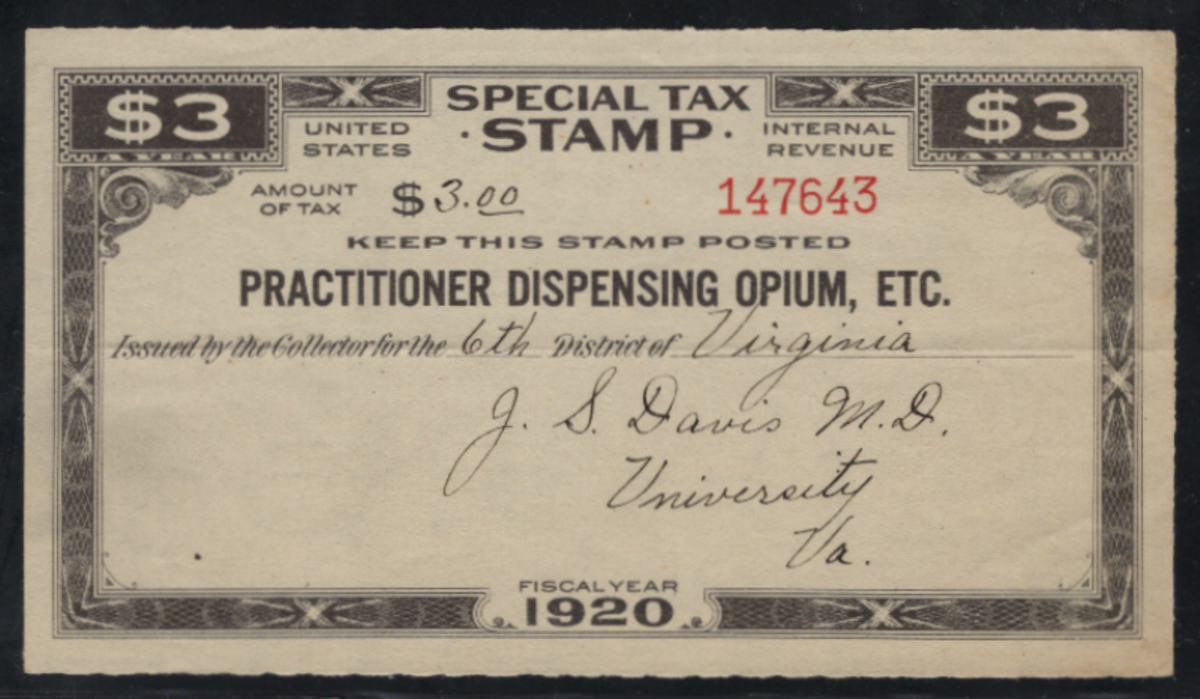 $3 SPECIAL TAX $3
UNITED STATES · STAMP · INTERNAL REVENUE
A YEAR A YEAR
AMOUNT OF TAX $ 3.00 147643
KEEP THIS STAMP POSTED
PRACTITIONER DISPENSING OPIUM, ETC.
Issued by the Collector for the 6th District of Virginia
J. S. Davis M.D.
University
Va.
FISCAL YEAR
1920